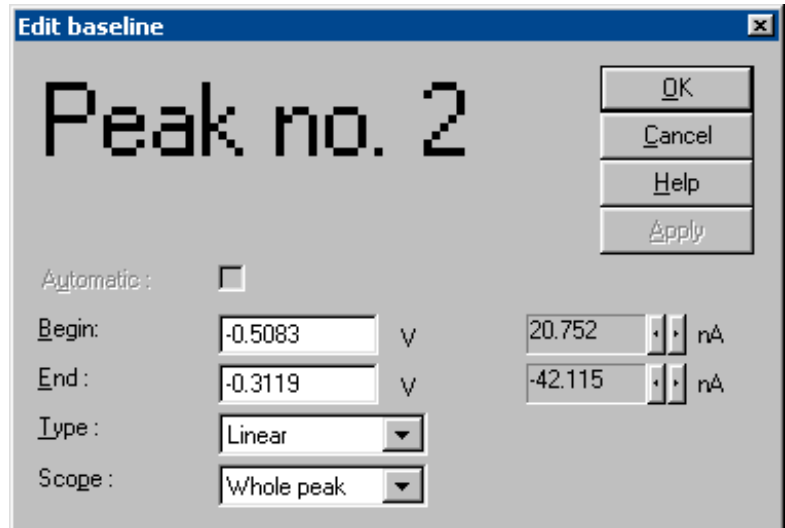 Edit baseline
Peak no. 2
OK
Cancel
Help
Apply
Automatic :
Begin: -0.5083 V 20.752 nA
End : -0.3119 V -42.115 nA
Type : Linear
Scope : Whole peak